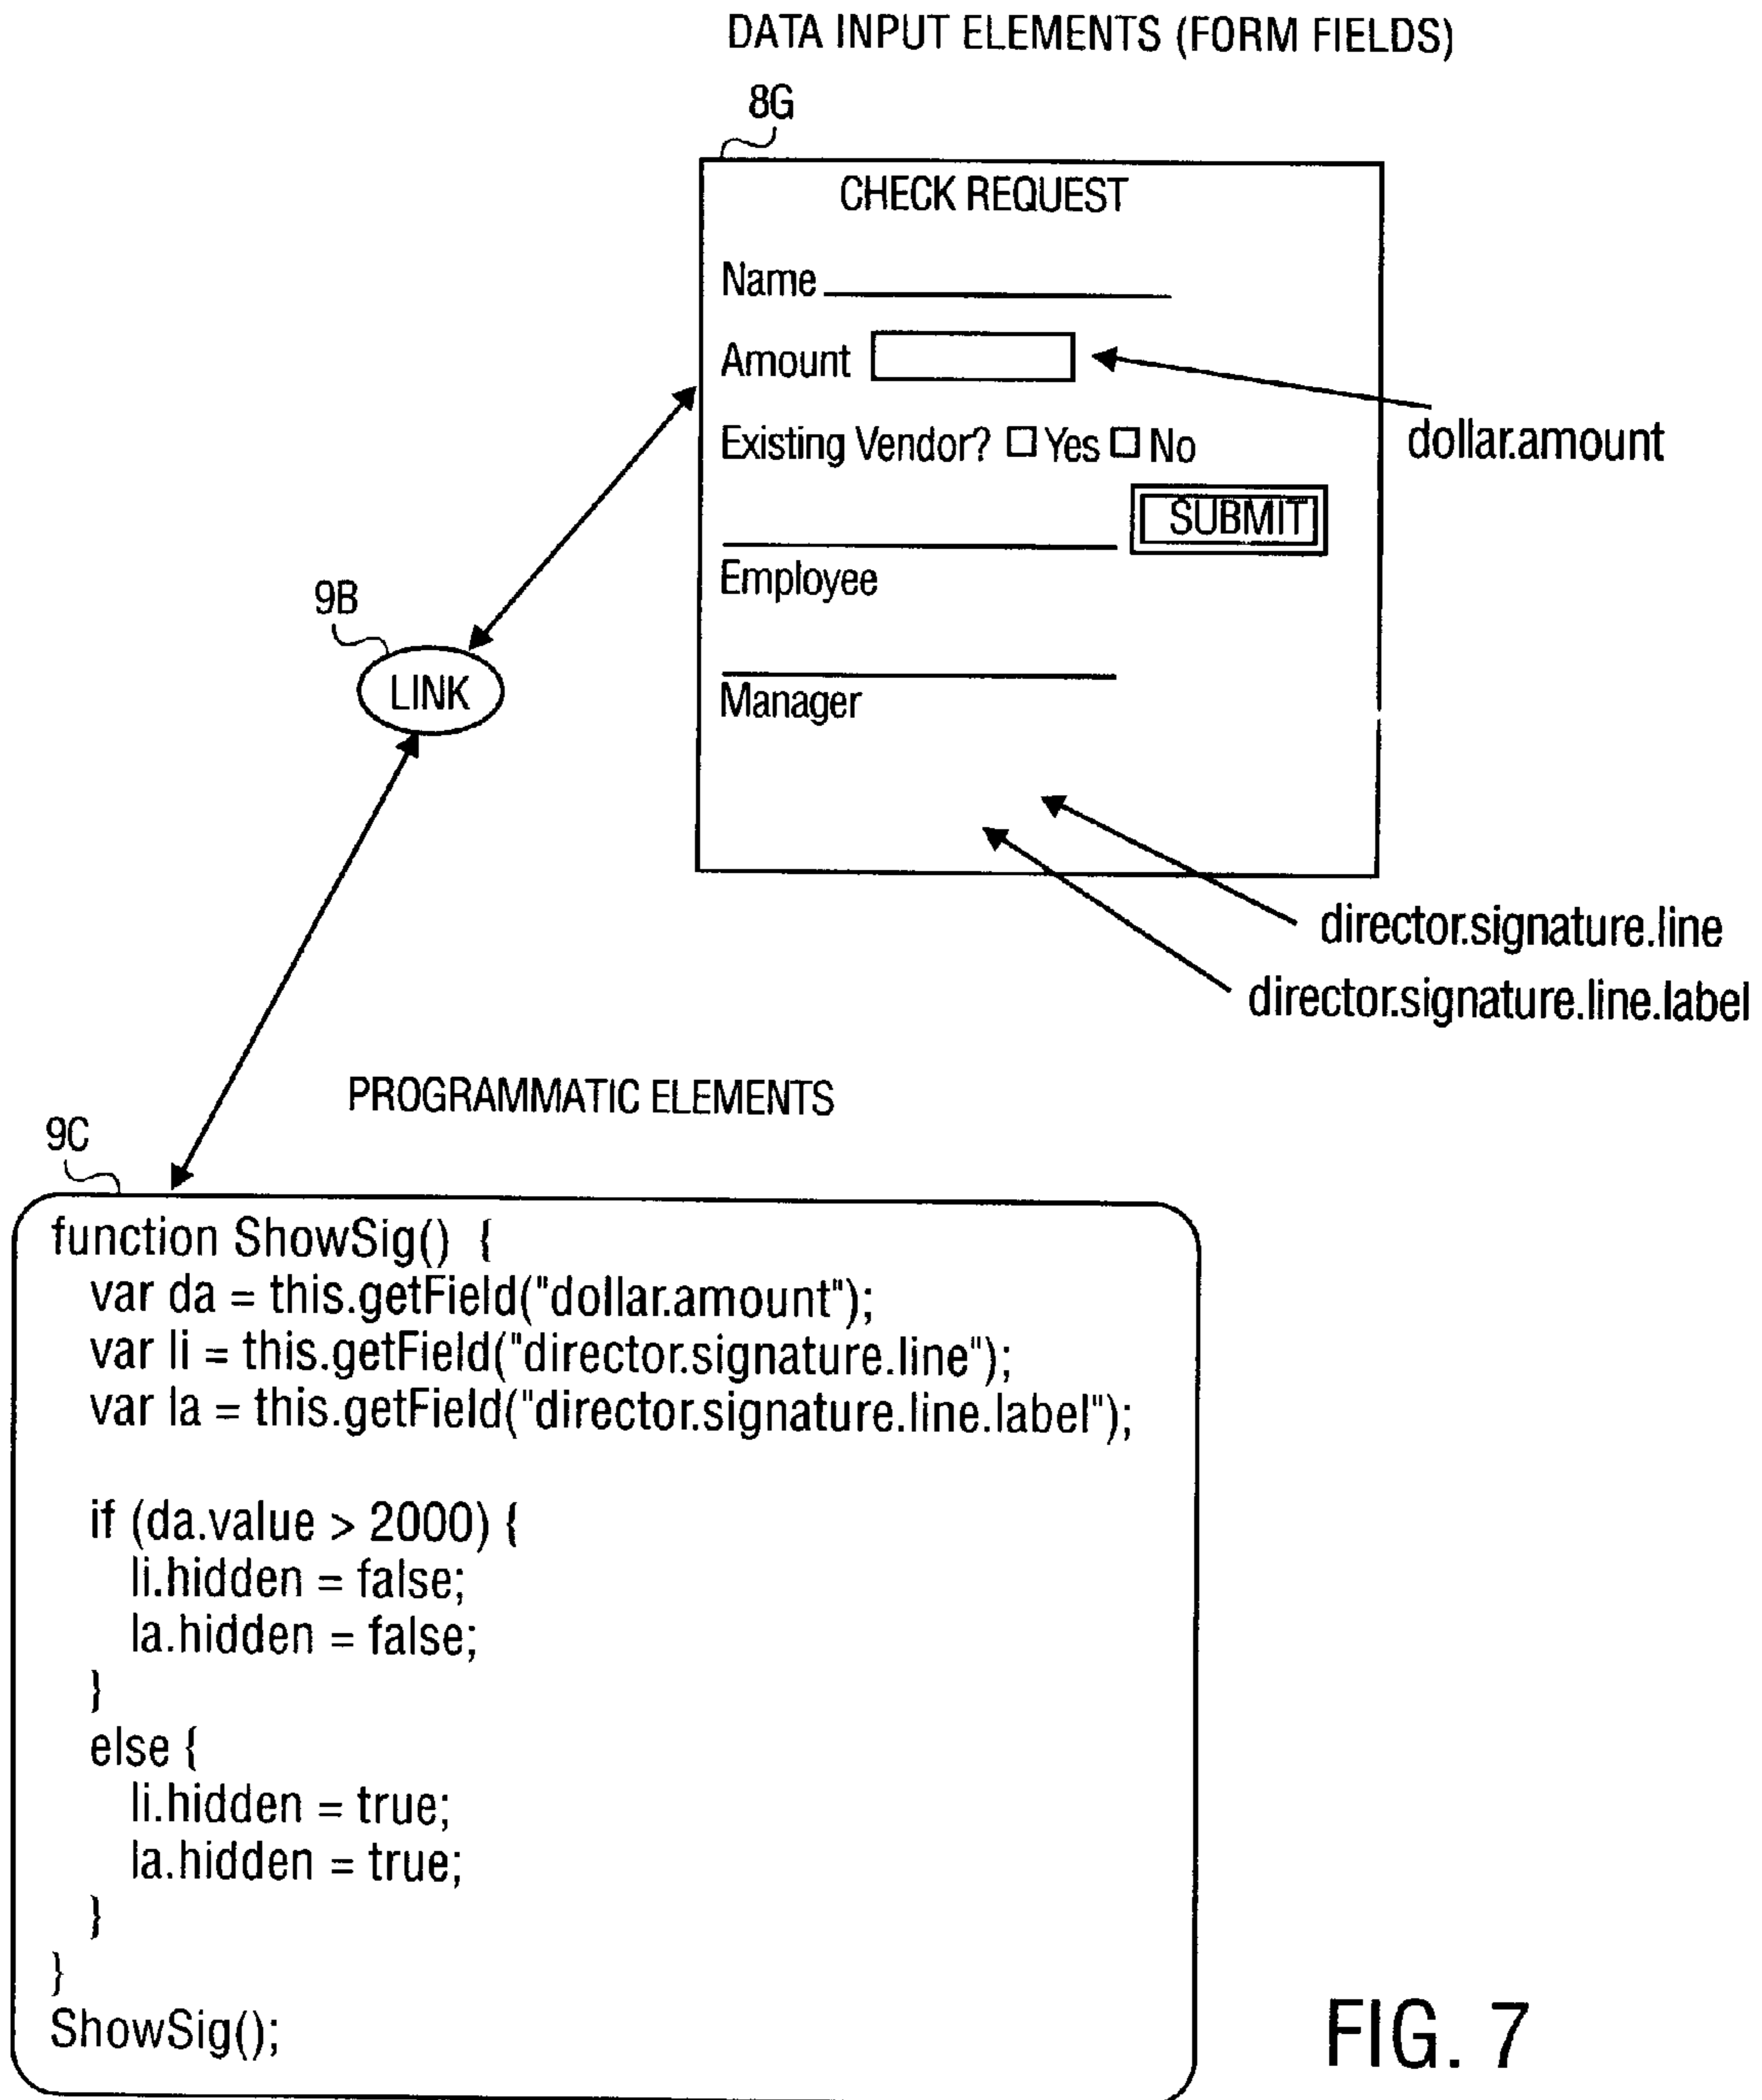 DATA INPUT ELEMENTS (FORM FIELDS)
8G
CHECK REQUEST
Name
Amount
dollar.amount
Existing Vendor? Yes No
SUBMIT
Employee
9B
LINK
Manager
director.signature.line
director.signature.line.label
PROGRAMMATIC ELEMENTS
9C
function ShowSig() {
var da = this.getField("dollar.amount");
var li = this.getField("director.signature.line");
var la = this.getField("director.signature.line.label");
if (da.value > 2000) {
li.hidden = false;
la.hidden = false;
}
else {
li.hidden = true;
la.hidden = true;
}
}
ShowSig();
FIG. 7